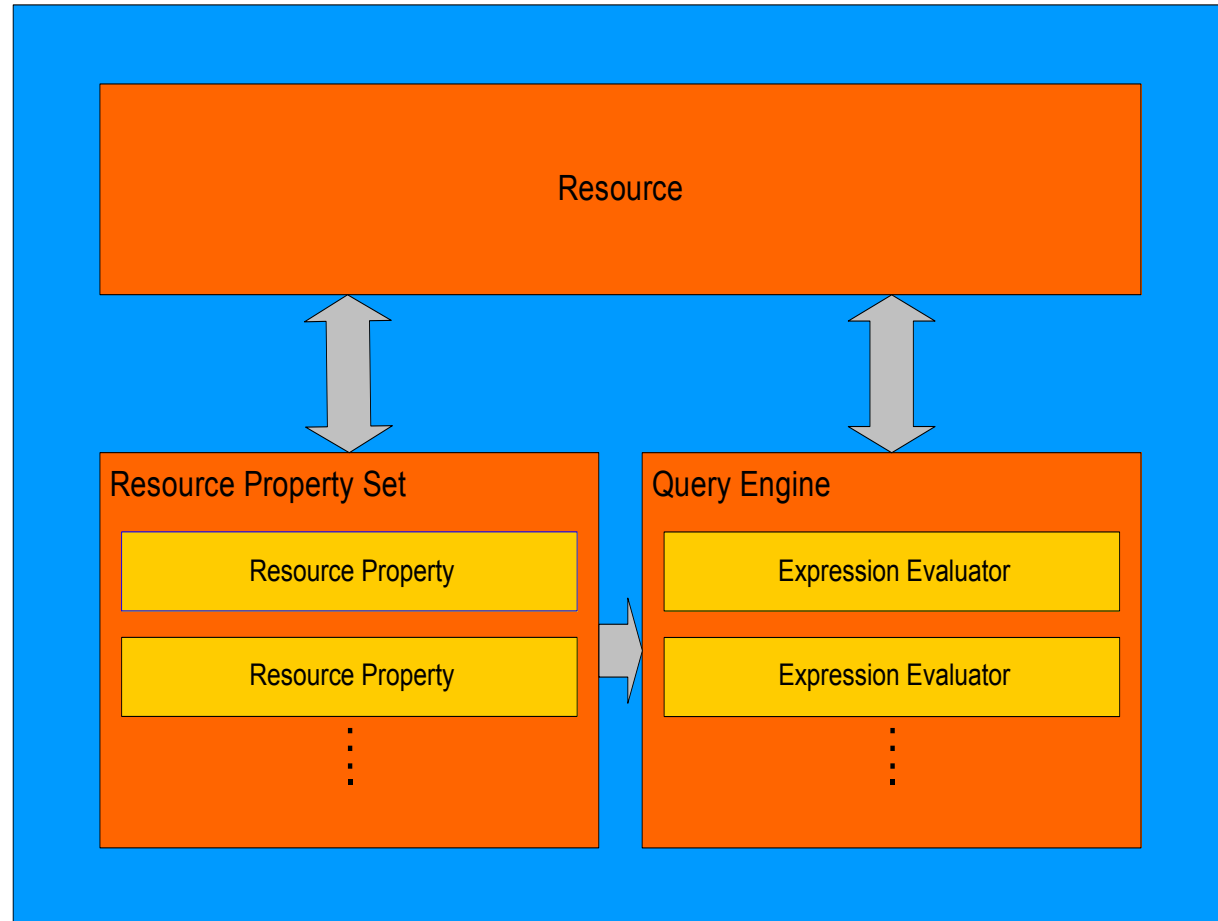 Resource
Resource Property Set
Query Engine
Resource Property
Expression Evaluator
Resource Property
Expression Evaluator